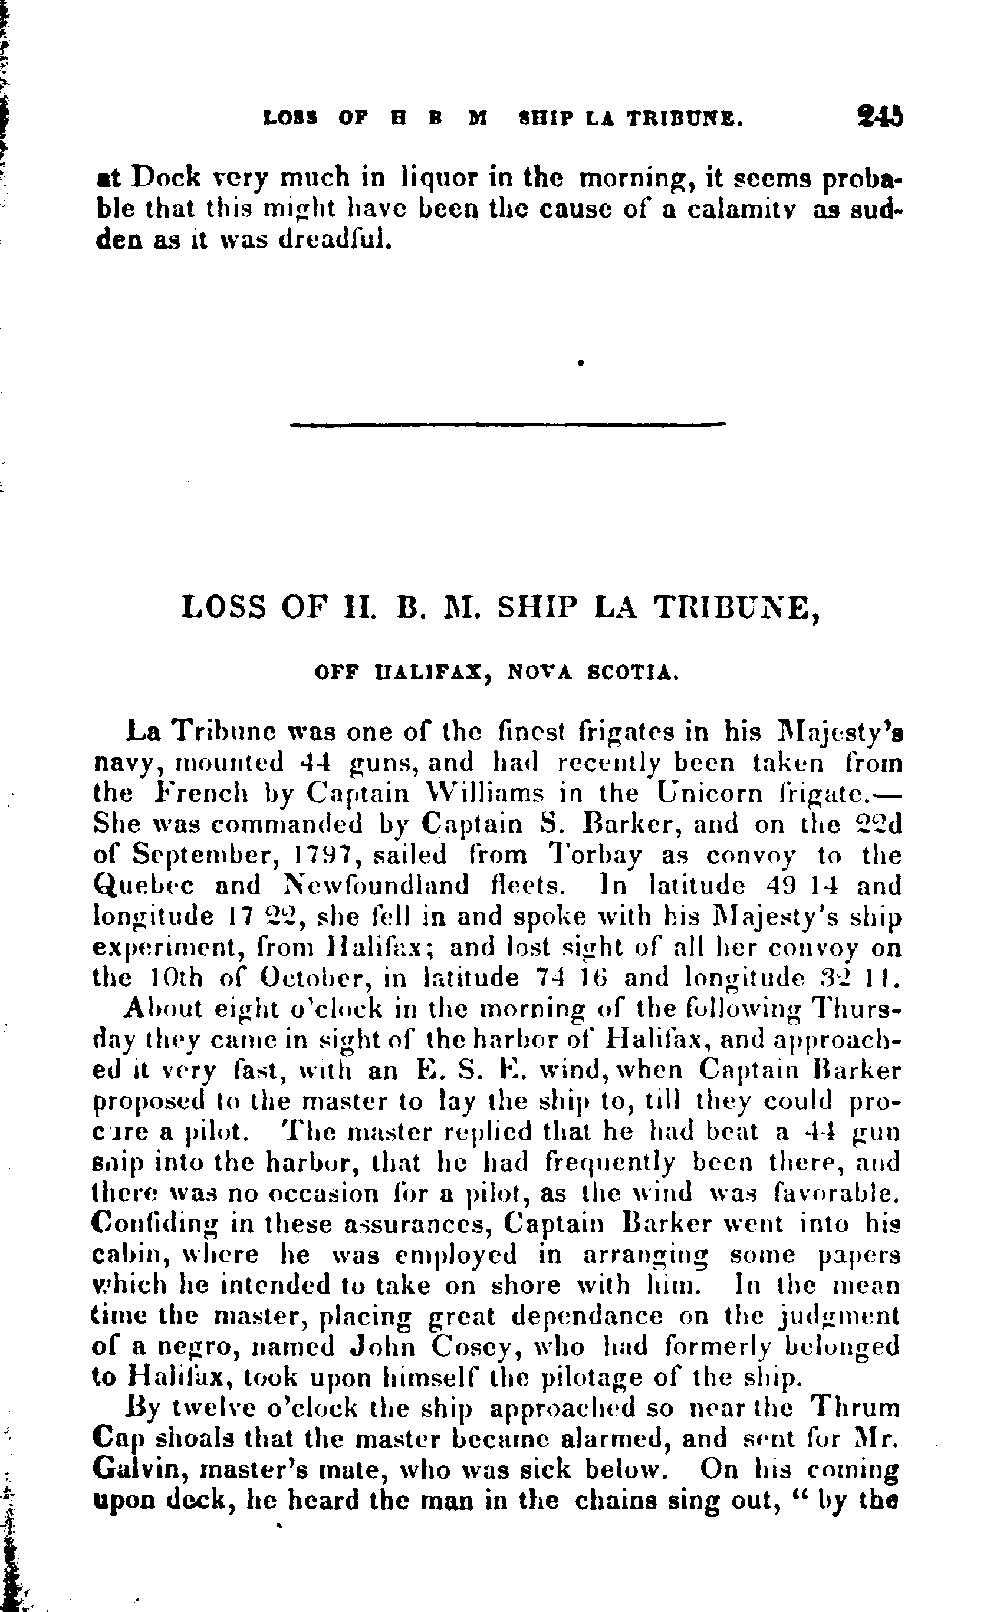 LOSS OF H B M SHIP LA TRIBUNE. 245
at Dock very much in liquor in the morning, it seems proba-
ble that this might have been the cause of a calamity as sud-
den as it was dreadful.
LOSS OF H. B. M. SHIP LA TRIBUNE,
OFF HALIFAX, NOVA SCOTIA.
La Tribune was one of the finest frigates in his Majesty's
navy, mounted 44 guns, and had recently been taken from
the French by Captain Williams in the Unicorn frigate.—
She was commanded by Captain S. Barker, and on the 22d
of September, 1797, sailed from Torbay as convoy to the
Quebec and Newfoundland fleets. In latitude 49 14 and
longitude 17 22, she fell in and spoke with his Majesty's ship
experiment, from Halifax; and lost sight of all her convoy on
the 10th of October, in latitude 74 16 and longitude 32 11.
About eight o'clock in the morning of the following Thurs-
day they came in sight of the harbor of Halifax, and approach-
ed it very fast, with an E. S. E. wind, when Captain Barker
proposed to the master to lay the ship to, till they could pro-
cure a pilot. The master replied that he had beat a 44 gun
ship into the harbor, that he had frequently been there, and
there was no occasion for a pilot, as the wind was favorable.
Confiding in these assurances, Captain Barker went into his
cabin, where he was employed in arranging some papers
which he intended to take on shore with him. In the mean
time the master, placing great dependance on the judgment
of a negro, named John Cosey, who had formerly belonged
to Halifax, took upon himself the pilotage of the ship.
By twelve o'clock the ship approached so near the Thrum
Cap shoals that the master became alarmed, and sent for Mr.
Galvin, master's mate, who was sick below. On his coming
upon deck, he heard the man in the chains sing out, “ by the